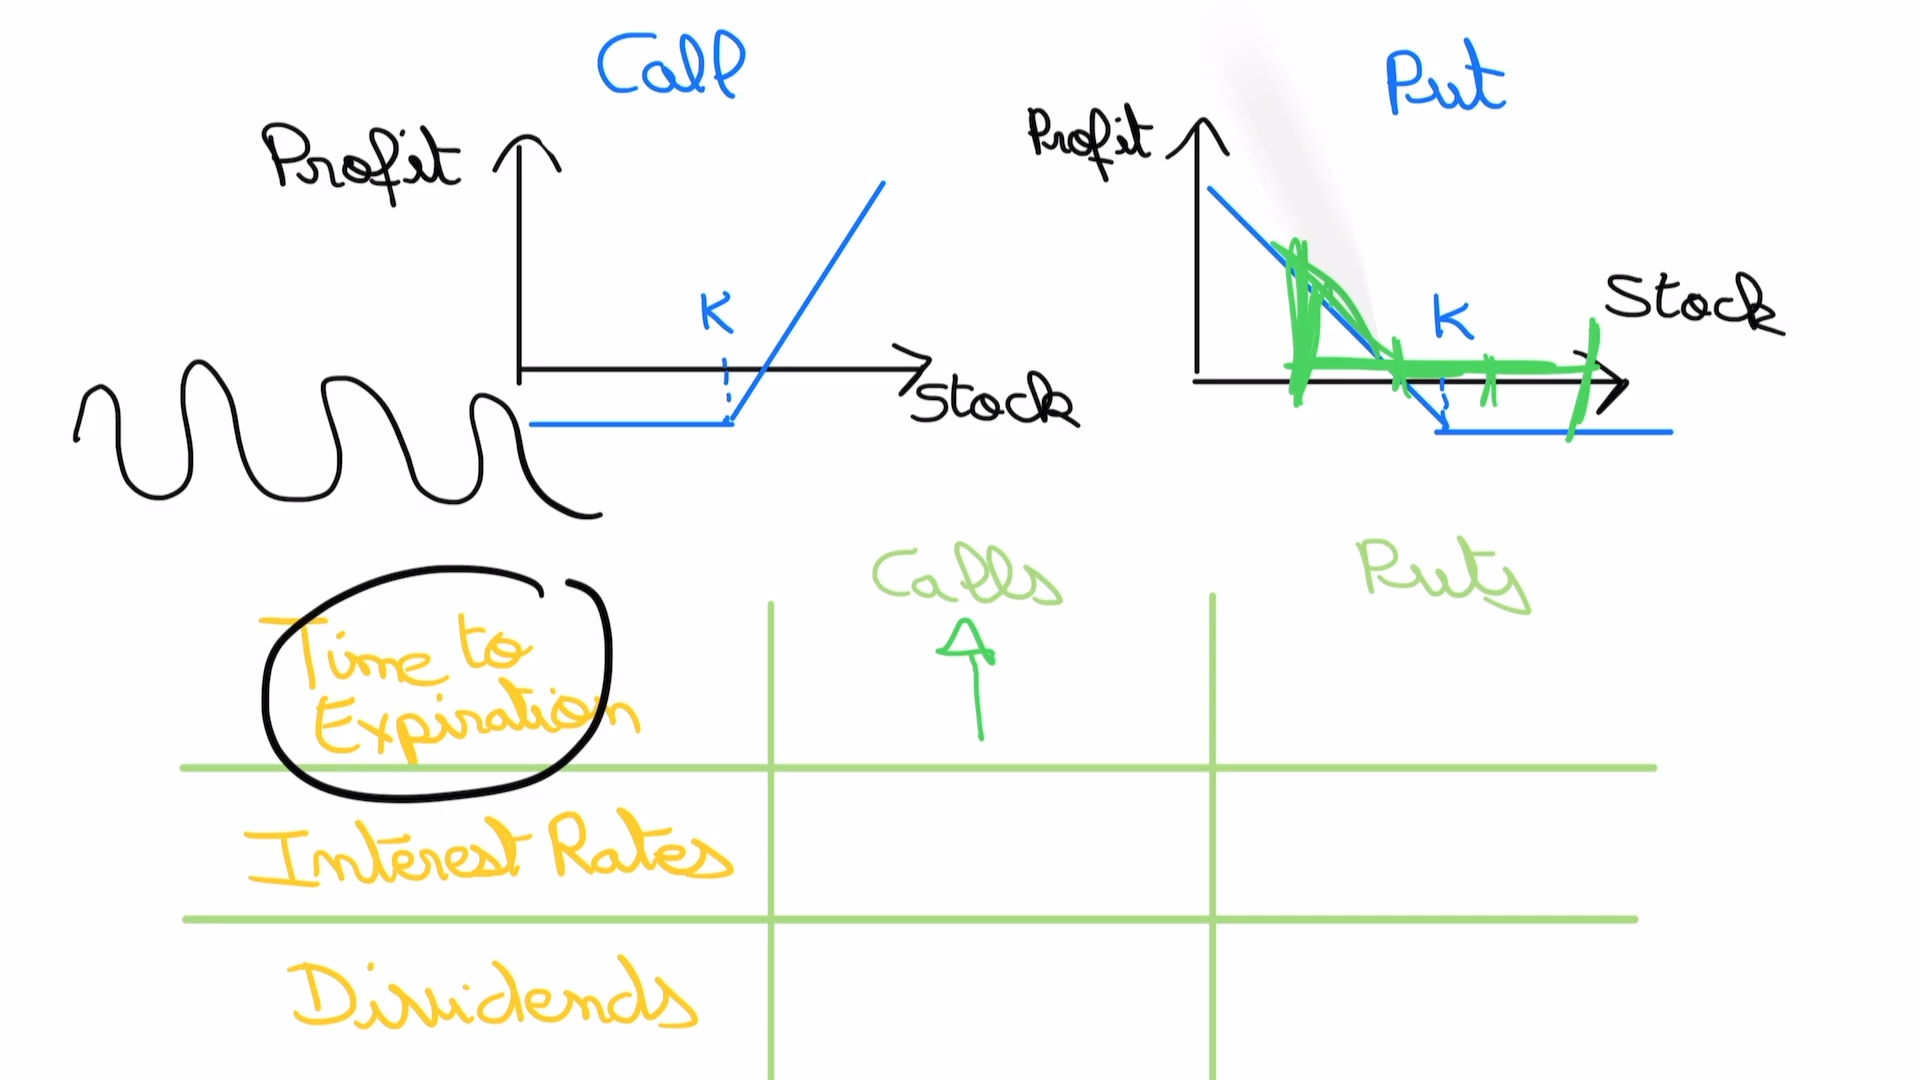 Call
Put
Profit
Profit
K
K
Stock
Stock
Calls
Puts
Time to
Expiration
Interest Rates
Dividends